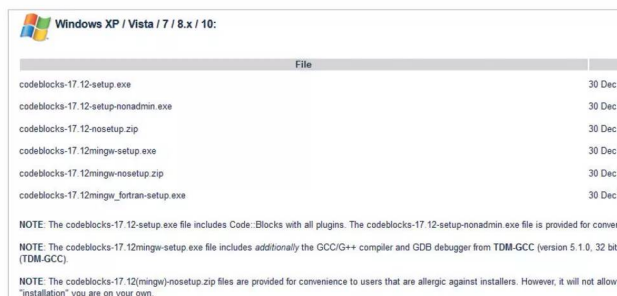 Windows XP / Vista / 7 / 8.x / 10:
File
codeblocks-17.12-setup.exe 30 Dec
codeblocks-17.12-setup-nonadmin.exe 30 Dec
codeblocks-17.12-nosetup.zip 30 Dec
codeblocks-17.12mingw-setup.exe 30 Dec
codeblocks-17.12mingw-nosetup.zip 30 Dec
codeblocks-17.12mingw_fortran-setup.exe 30 Dec
NOTE: The codeblocks-17.12-setup.exe file includes Code::Blocks with all plugins. The codeblocks-17.12-setup-nonadmin.exe file is provided for conver
NOTE: The codeblocks-17.12mingw-setup.exe file includes additionally the GCC/G++ compiler and GDB debugger from TDM-GCC (version 5.1.0, 32 bit
(TDM-GCC).
NOTE: The codeblocks-17.12(mingw)-nosetup.zip files are provided for convenience to users that are allergic against installers. However, it will not allow
"installation" you are on your own.